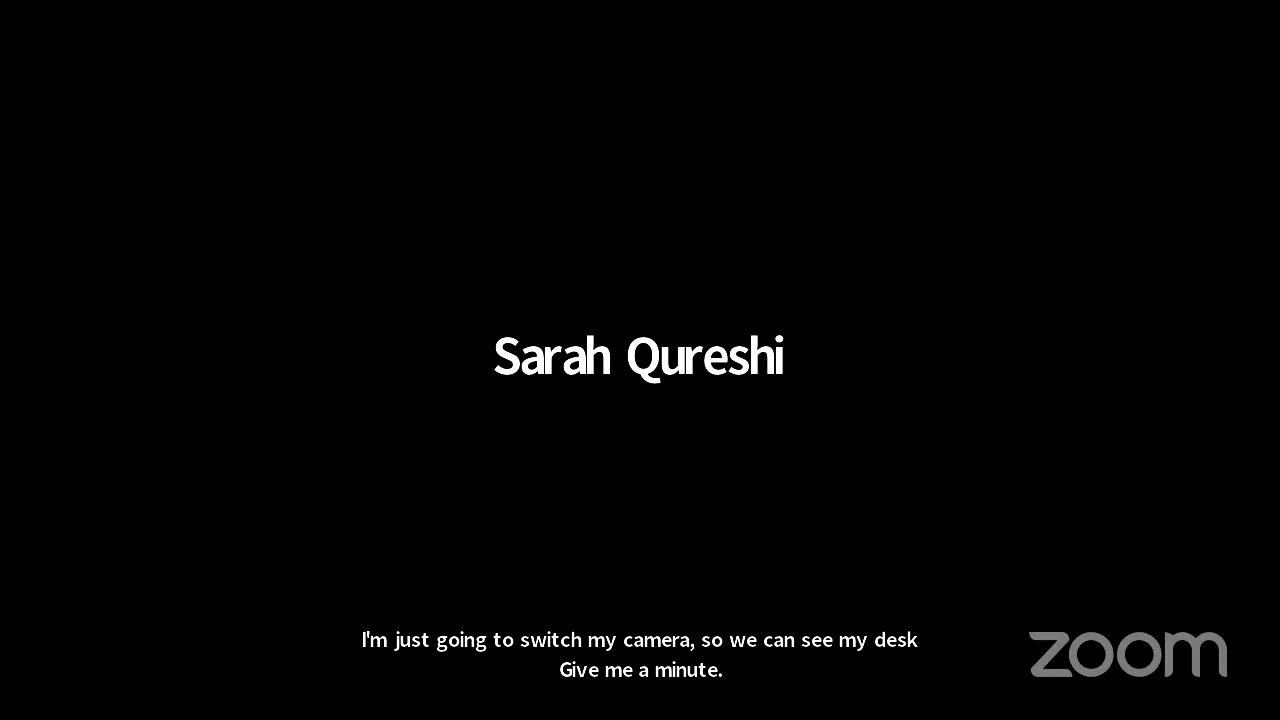 Sarah Qureshi
I'm just going to switch my camera, so we can see my desk
Give me a minute.
zoom